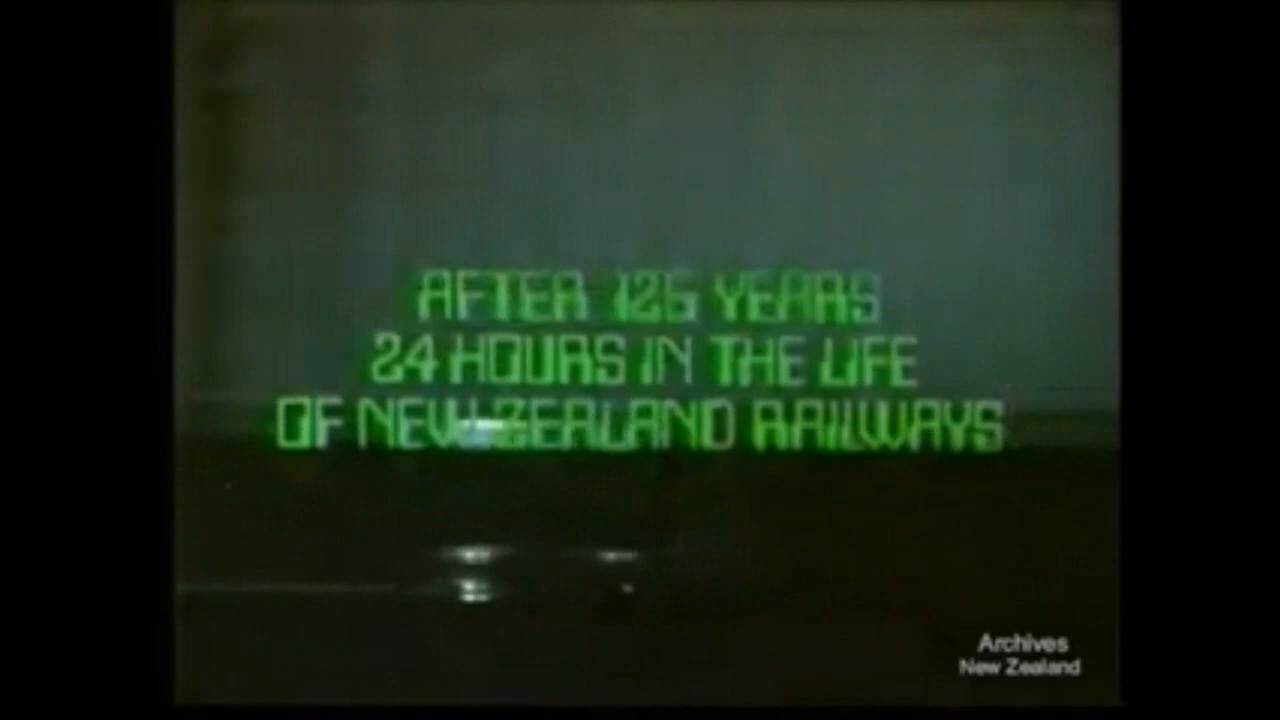 AFTER 125 YEARS
24 HOURS IN THE LIFE
OF NEW ZEALAND RAILWAYS
Archives
New Zealand